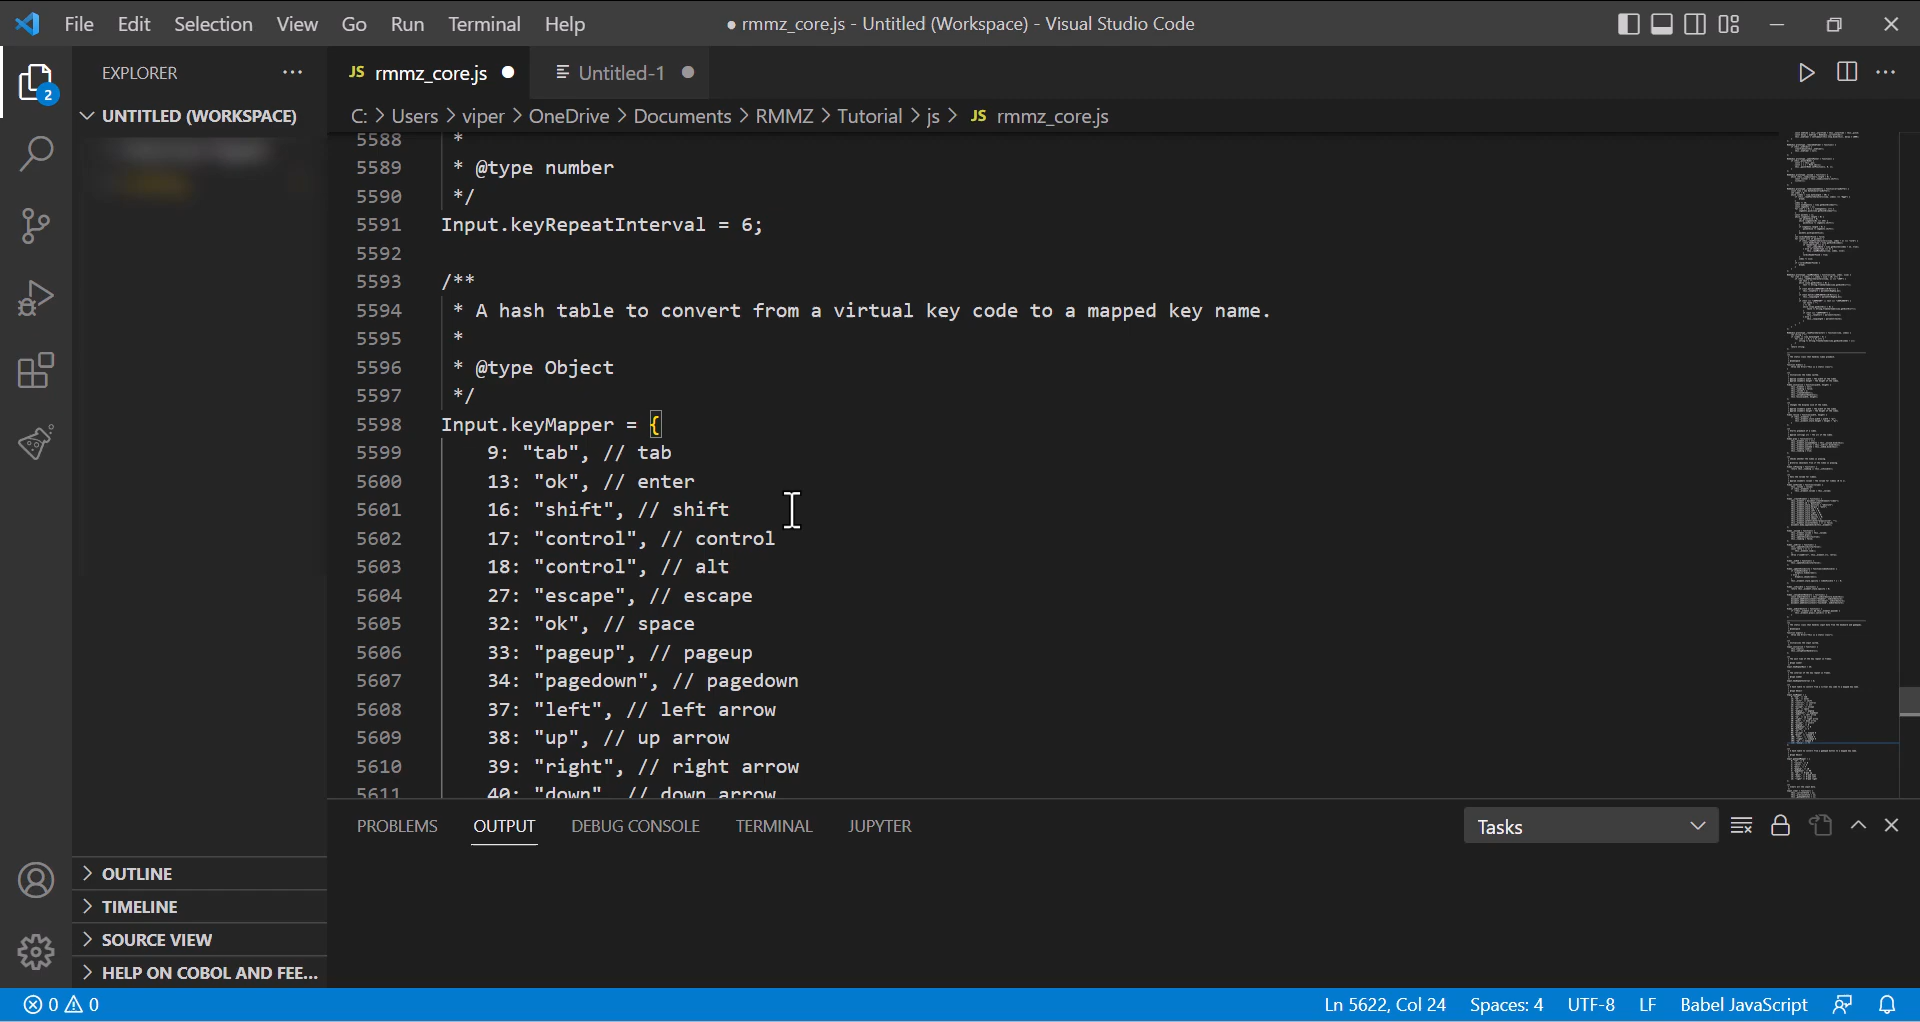 File Edit Selection View Go Run Terminal Help
● rmmz_core.js - Untitled (Workspace) - Visual Studio Code
EXPLORER
2
UNTITLED (WORKSPACE)
JS rmmz_core.js
Untitled-1
C: > Users > viper > OneDrive > Documents > RMMZ > Tutorial > js > JS rmmz_core.js
5588 *
5589 * @type number
5590 */
5591 Input.keyRepeatInterval = 6;
5592
5593 /**
5594 * A hash table to convert from a virtual key code to a mapped key name.
5595 *
5596 * @type Object
5597 */
5598 Input.keyMapper = {
5599 9: "tab", // tab
5600 13: "ok", // enter
5601 16: "shift", // shift
5602 17: "control", // control
5603 18: "control", // alt
5604 27: "escape", // escape
5605 32: "ok", // space
5606 33: "pageup", // pageup
5607 34: "pagedown", // pagedown
5608 37: "left", // left arrow
5609 38: "up", // up arrow
5610 39: "right", // right arrow
5611 40: "down" // down arrow
PROBLEMS OUTPUT DEBUG CONSOLE TERMINAL JUPYTER
Tasks
OUTLINE
TIMELINE
SOURCE VIEW
HELP ON COBOL AND FEE...
0 0
Ln 5622, Col 24 Spaces: 4 UTF-8 LF Babel JavaScript